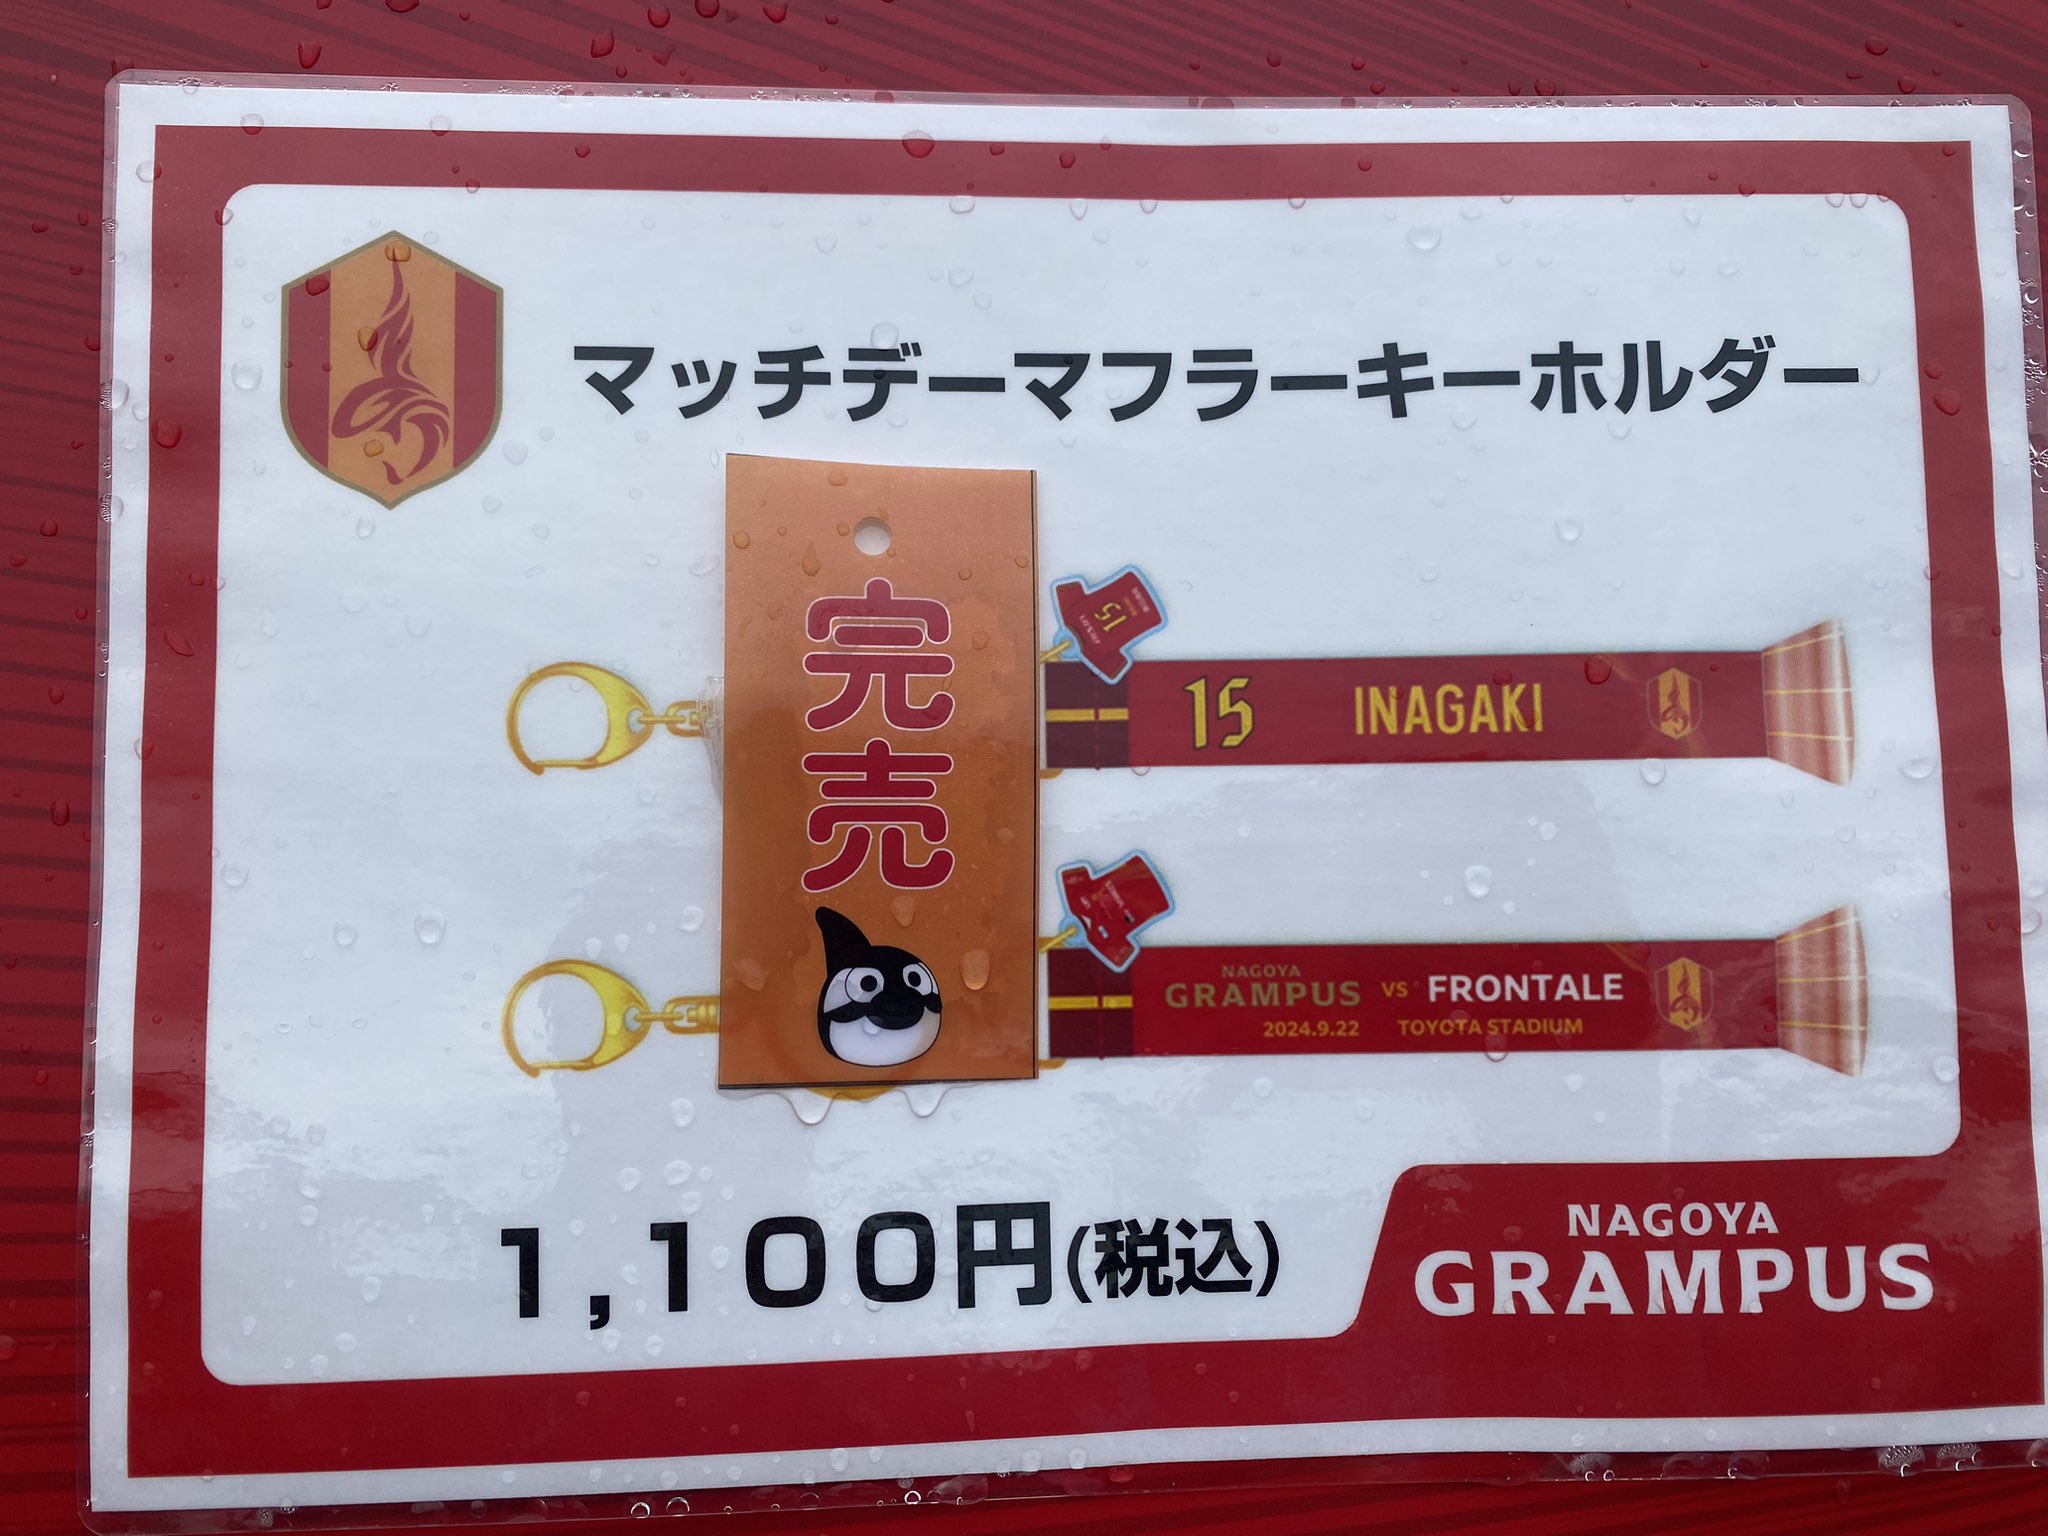 マッチデーマフラーキーホルダー
完売
15
15 INAGAKI
NAGOYA
GRAMPUS VS FRONTALE
2024.9.22 TOYOTA STADIUM
1,100円(税込)
NAGOYA
GRAMPUS